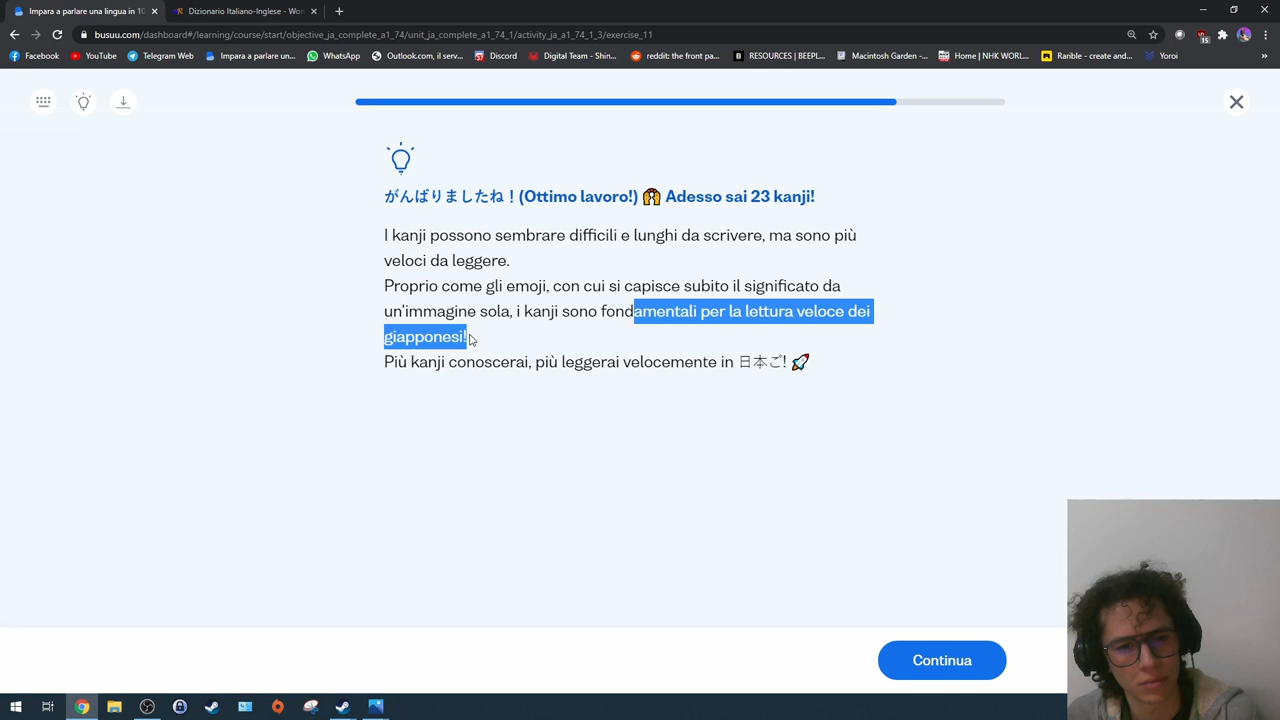 Impara a parlare una lingua in 10
Dizionario Italiano-Inglese - Wor
busuu.com/dashboard#/learning/course/start/objective_ja_complete_a1_74/unit_ja_complete_a1_74_1/activity_ja_a1_74_1_3/exercise_11
Facebook YouTube Telegram Web Impara a parlare un... WhatsApp Outlook.com, il serv... Discord Digital Team - Shin... reddit: the front pa... RESOURCES | BEEPL... Macintosh Garden -... Home | NHK WORL... Rarible - create and... Yoroi »
がんばりましたね！(Ottimo lavoro!) 🙌 Adesso sai 23 kanji!
I kanji possono sembrare difficili e lunghi da scrivere, ma sono più
veloci da leggere.
Proprio come gli emoji, con cui si capisce subito il significato da
un'immagine sola, i kanji sono fondamentali per la lettura veloce dei
giapponesi!
Più kanji conoscerai, più leggerai velocemente in 日本ご! 🚀
Continua